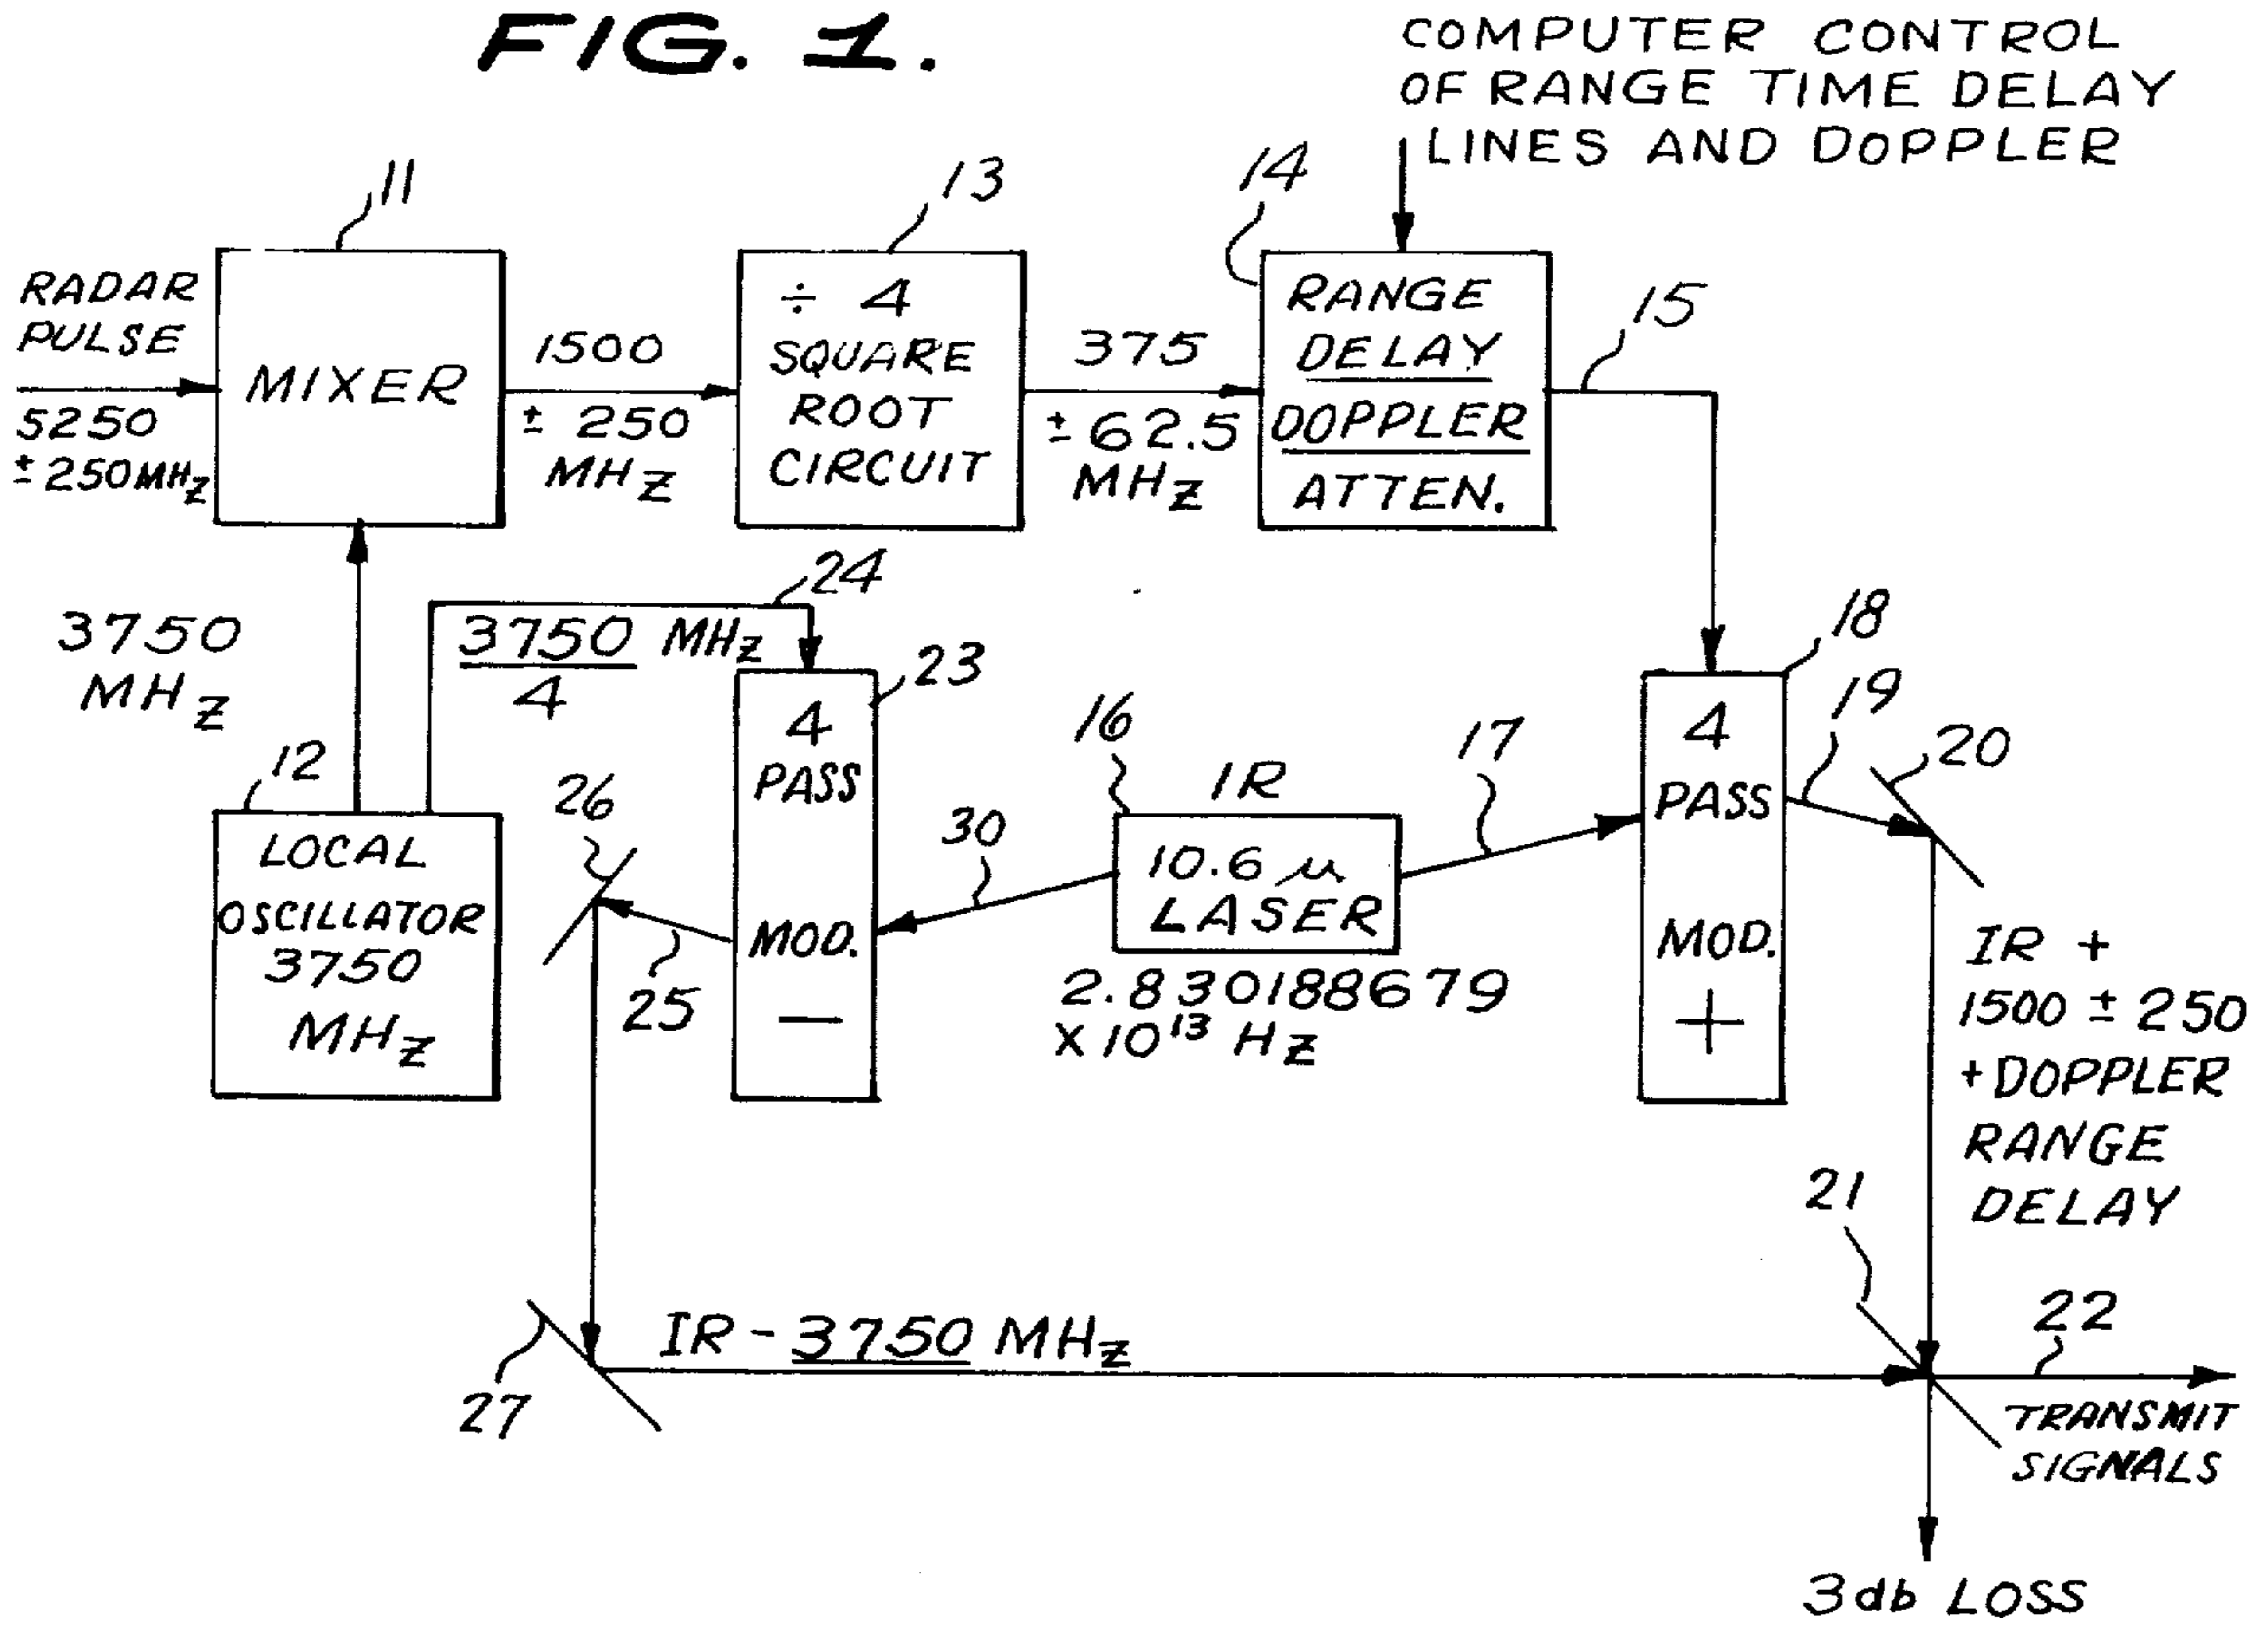 FIG. 1.
COMPUTER CONTROL
OF RANGE TIME DELAY
LINES AND DOPPLER
11
13
14
15
RADAR
PULSE
5250
± 250 MHz
MIXER
1500
± 250
MHz
÷ 4
SQUARE
ROOT
CIRCUIT
375
± 62.5
MHz
RANGE
DELAY
DOPPLER
ATTEN.
3750
MHz
24
3750 MHz
4
23
18
19
20
12
26
4
PASS
MOD.
—
16
IR
17
30
10.6 μ
LASER
2.830188679
X 10¹³ Hz
4
PASS
MOD.
+
LOCAL
OSCILLATOR
3750
MHz
25
IR +
1500 ± 250
+ DOPPLER
RANGE
DELAY
21
22
27
IR - 3750 MHz
TRANSMIT
SIGNALS
3db LOSS